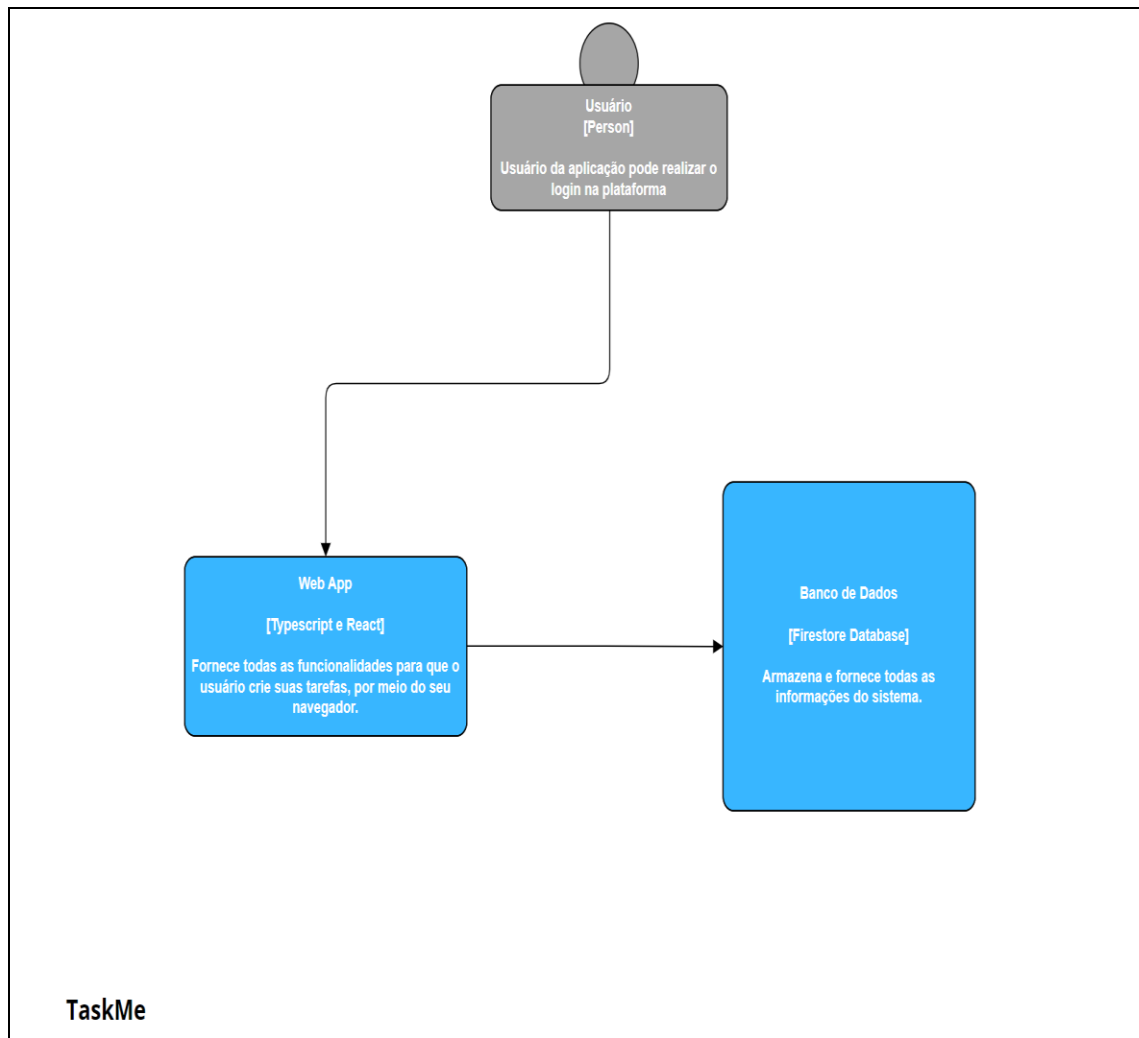 Usuário
[Person]
Usuário da aplicação pode realizar o
login na plataforma
Web App
[Typescript e React]
Fornece todas as funcionalidades para que o
usuário crie suas tarefas, por meio do seu
navegador.
Banco de Dados
[Firestore Database]
Armazena e fornece todas as
informações do sistema.
TaskMe